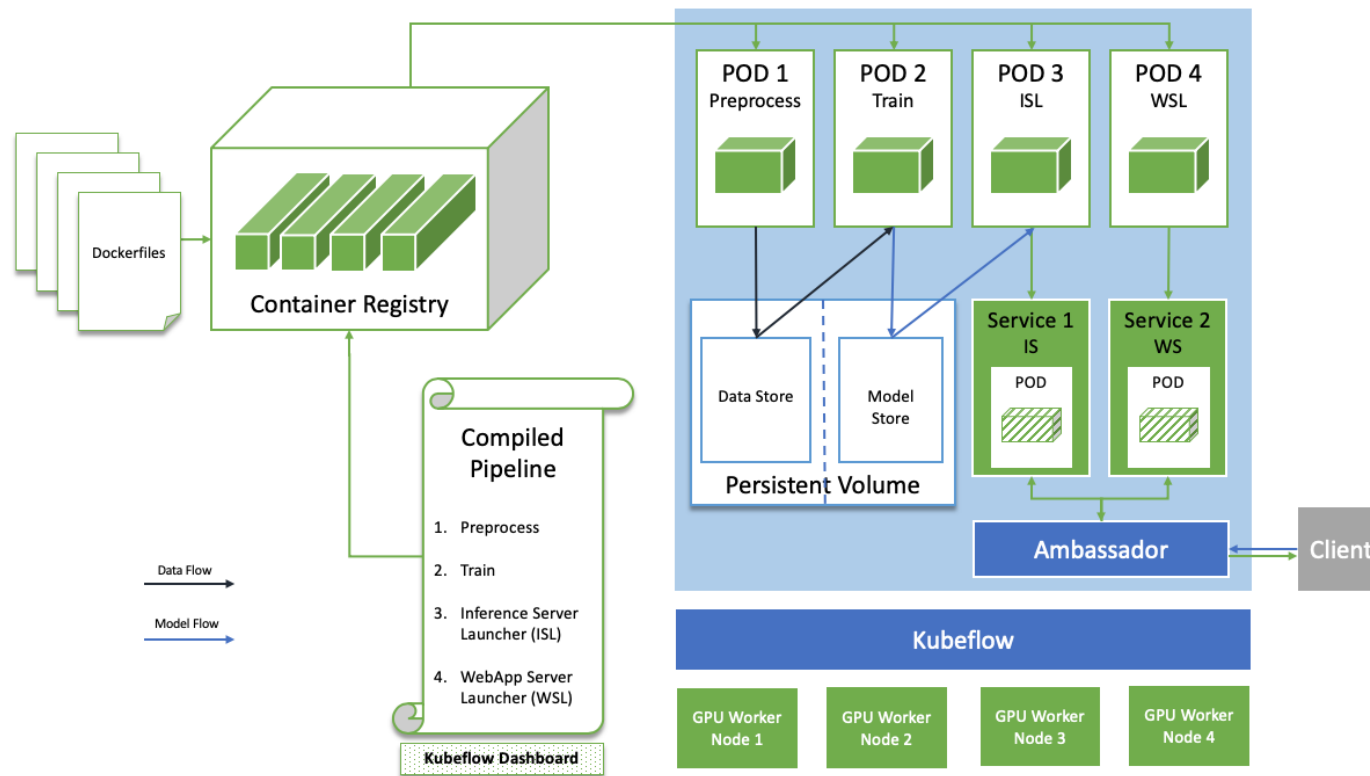 POD 1
Preprocess
POD 2
Train
POD 3
ISL
POD 4
WSL
Dockerfiles
Container Registry
Service 1
IS
POD
Service 2
WS
POD
Data Store
Model
Store
Persistent Volume
Compiled
Pipeline
1. Preprocess
2. Train
3. Inference Server
Launcher (ISL)
4. WebApp Server
Launcher (WSL)
Kubeflow Dashboard
Data Flow
Model Flow
Ambassador
Client
Kubeflow
GPU Worker
Node 1
GPU Worker
Node 2
GPU Worker
Node 3
GPU Worker
Node 4